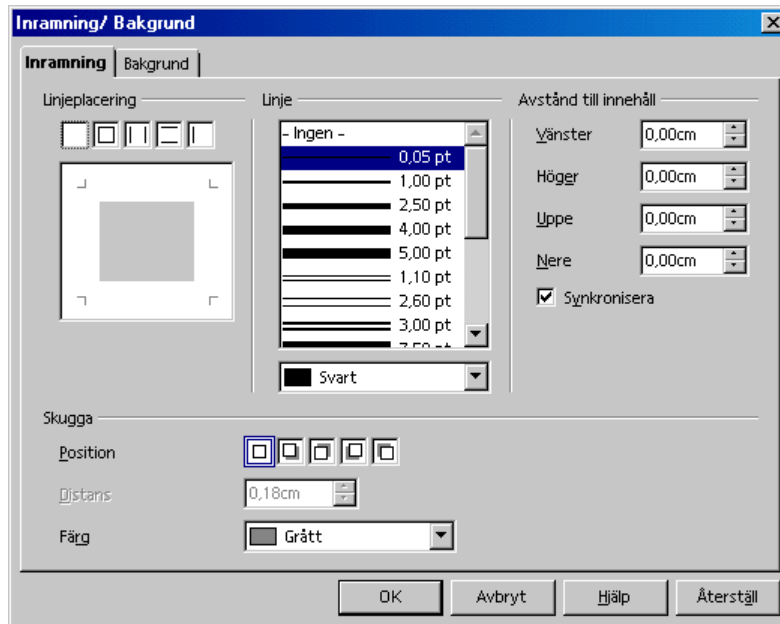 Inramning/ Bakgrund
Inramning
Bakgrund
Linjeplacering
Linje
- Ingen -
0,05 pt
1,00 pt
2,50 pt
4,00 pt
5,00 pt
1,10 pt
2,60 pt
3,00 pt
7,50 pt
Svart
Avstånd till innehåll
Vänster 0,00cm
Höger 0,00cm
Uppe 0,00cm
Nere 0,00cm
Synkronisera
Skugga
Position
Distans 0,18cm
Färg Grått
OK Avbryt Hjälp Återställ